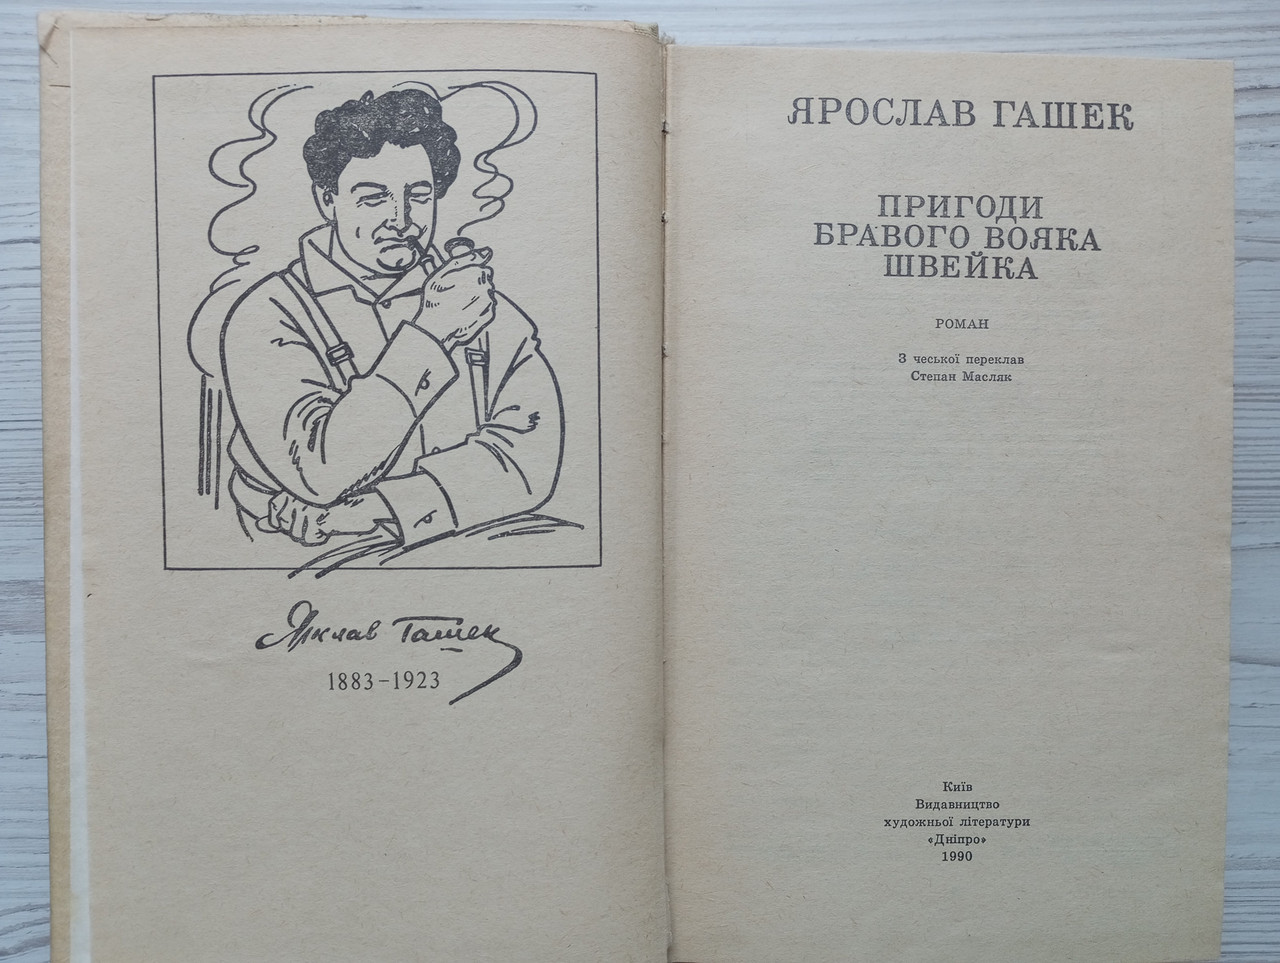 Ярослав Гашек
1883–1923
ЯРОСЛАВ ГАШЕК
ПРИГОДИ
БРАВОГО ВОЯКА
ШВЕЙКА
РОМАН
З чеської переклав
Степан Масляк
Київ
Видавництво
художньої літератури
«Дніпро»
1990